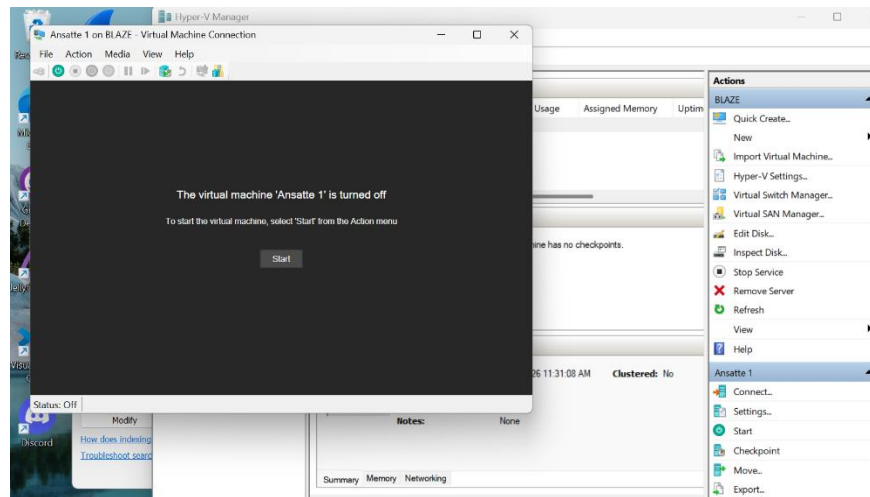 Hyper-V Manager
Ansatte 1 on BLAZE - Virtual Machine Connection
File Action Media View Help
The virtual machine 'Ansatte 1' is turned off
To start the virtual machine, select 'Start' from the Action menu
Start
Status: Off
Usage Assigned Memory Uptim
ine has no checkpoints.
26 11:31:08 AM Clustered: No
Notes: None
Summary Memory Networking
Modify
How does indexing
Troubleshoot searc
Discord
Actions
BLAZE
Quick Create...
New
Import Virtual Machine...
Hyper-V Settings...
Virtual Switch Manager...
Virtual SAN Manager...
Edit Disk...
Inspect Disk...
Stop Service
Remove Server
Refresh
View
Help
Ansatte 1
Connect...
Settings...
Start
Checkpoint
Move...
Export...